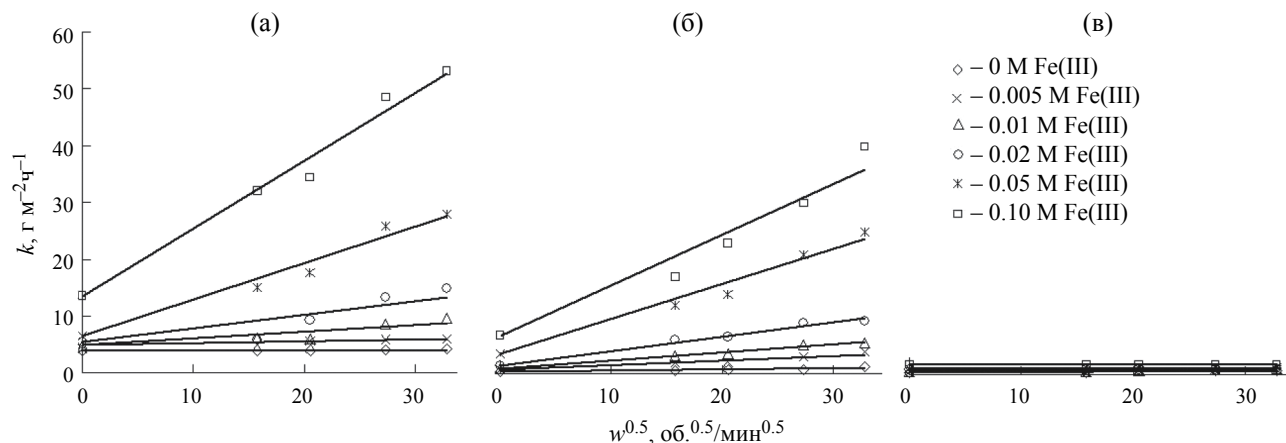 (а)
(б)
(в)
k, г м⁻²ч⁻¹
60
50
40
30
20
10
0
0 10 20 30
0 10 20 30
0 10 20 30
w^0.5, об.^0.5/мин^0.5
– 0 М Fe(III)
– 0.005 М Fe(III)
– 0.01 М Fe(III)
– 0.02 М Fe(III)
– 0.05 М Fe(III)
– 0.10 М Fe(III)